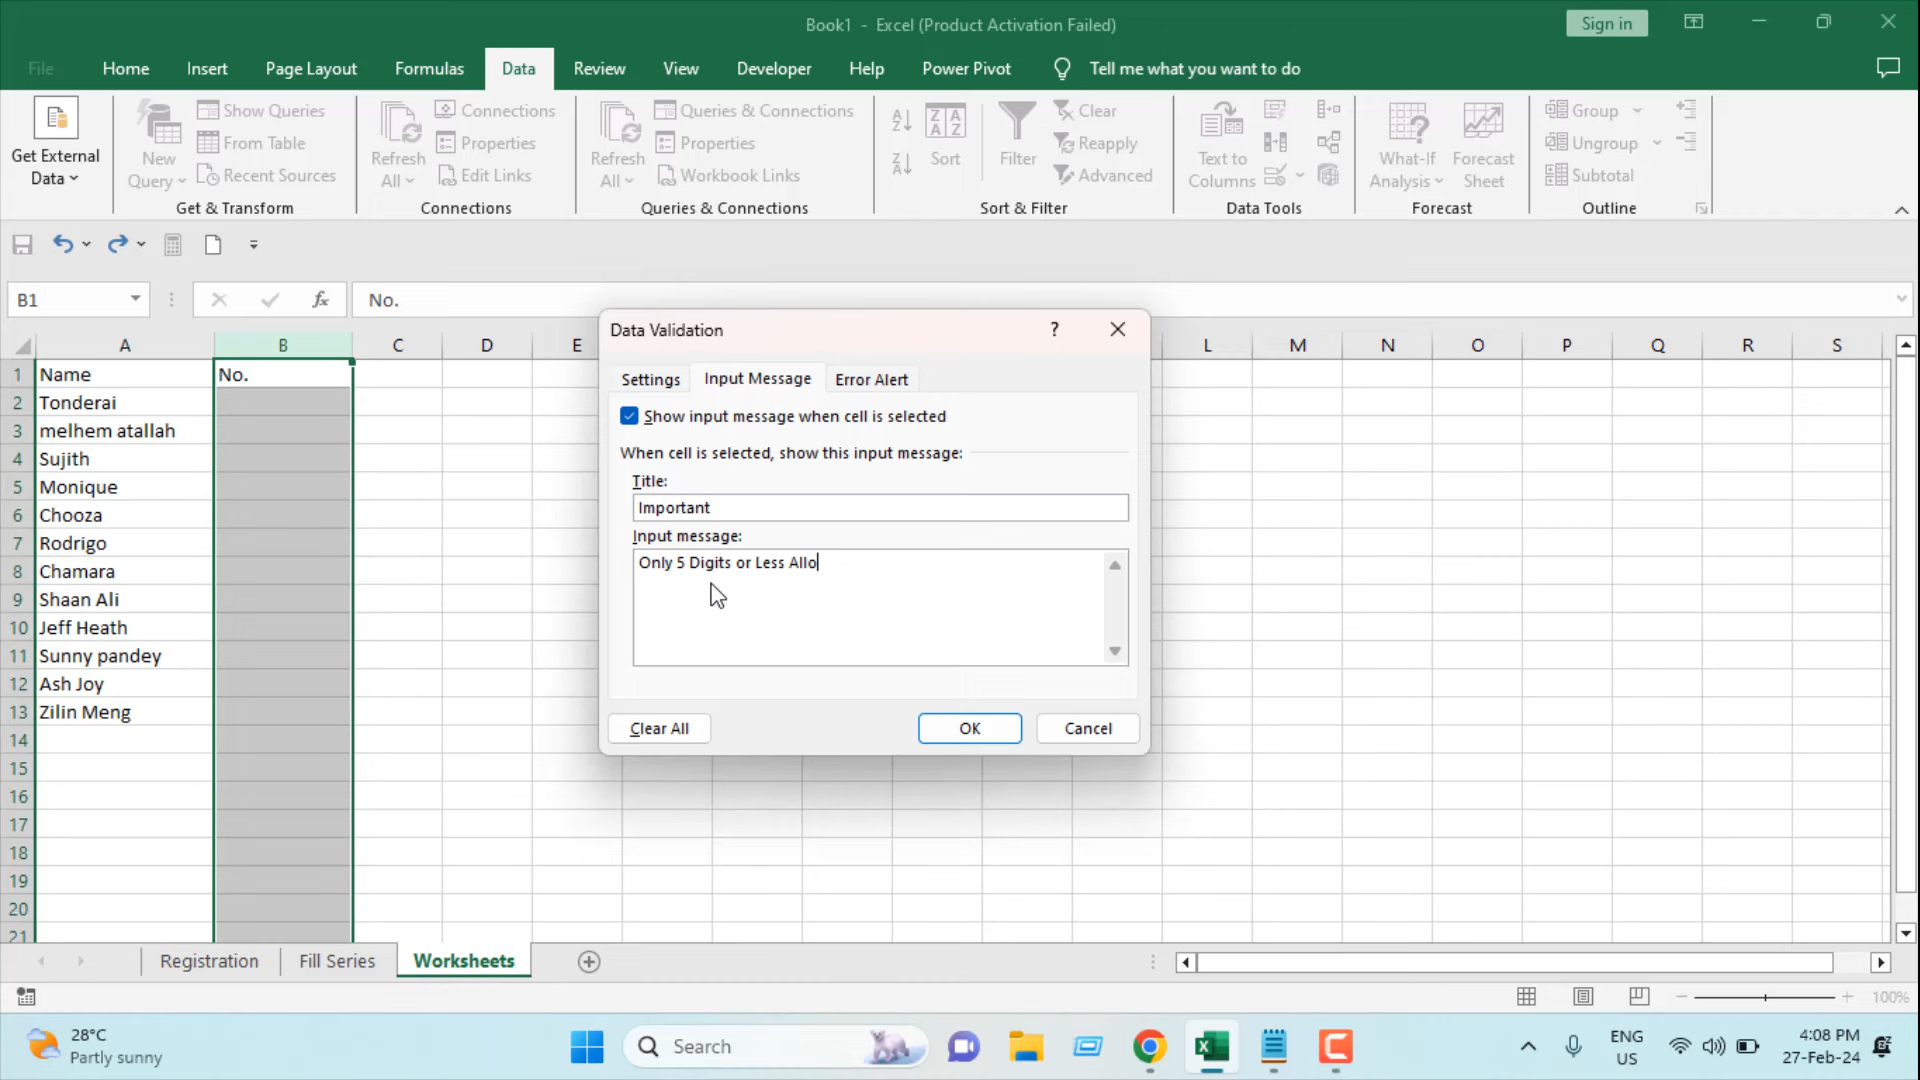 Book1 - Excel (Product Activation Failed)
Sign in
File Home Insert Page Layout Formulas Data Review View Developer Help Power Pivot Tell me what you want to do
Get External Data
New Query
Show Queries
From Table
Recent Sources
Get & Transform
Refresh All
Connections
Properties
Edit Links
Connections
Refresh All
Queries & Connections
Properties
Workbook Links
Queries & Connections
Sort
Filter
Clear
Reapply
Advanced
Sort & Filter
Text to Columns
Data Tools
What-If Analysis
Forecast Sheet
Forecast
Group
Ungroup
Subtotal
Outline
B1
fx
No.
A B C D E L M N O P Q R S
1 Name No.
2 Tonderai
3 melhem atallah
4 Sujith
5 Monique
6 Chooza
7 Rodrigo
8 Chamara
9 Shaan Ali
10 Jeff Heath
11 Sunny pandey
12 Ash Joy
13 Zilin Meng
14
15
16
17
18
19
20
21
Data Validation
?
Settings Input Message Error Alert
Show input message when cell is selected
When cell is selected, show this input message:
Title:
Important
Input message:
Only 5 Digits or Less Allo
Clear All OK Cancel
Registration Fill Series Worksheets
100%
28°C
Partly sunny
Search
ENG
US
4:08 PM
27-Feb-24